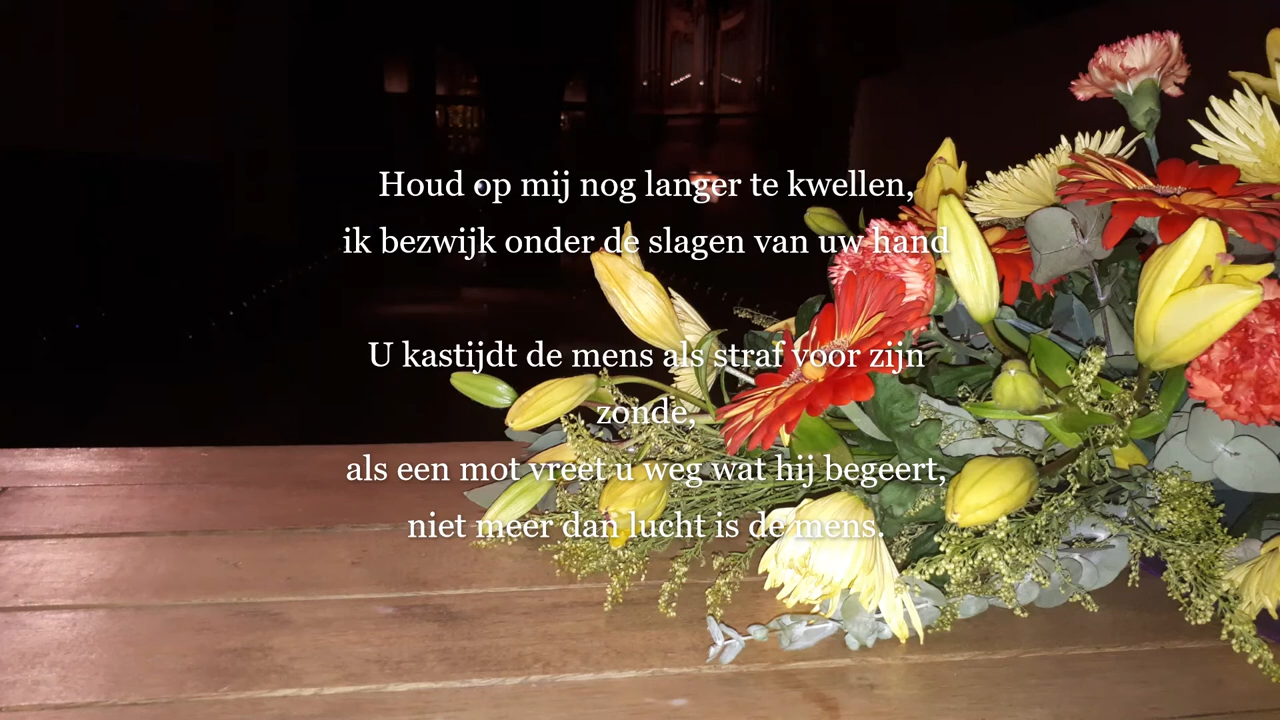 Houd op mij nog langer te kwellen,
ik bezwijk onder de slagen van uw hand
U kastijdt de mens als straf voor zijn
zonde,
als een mot vreet u weg wat hij begeert,
niet meer dan lucht is de mens.